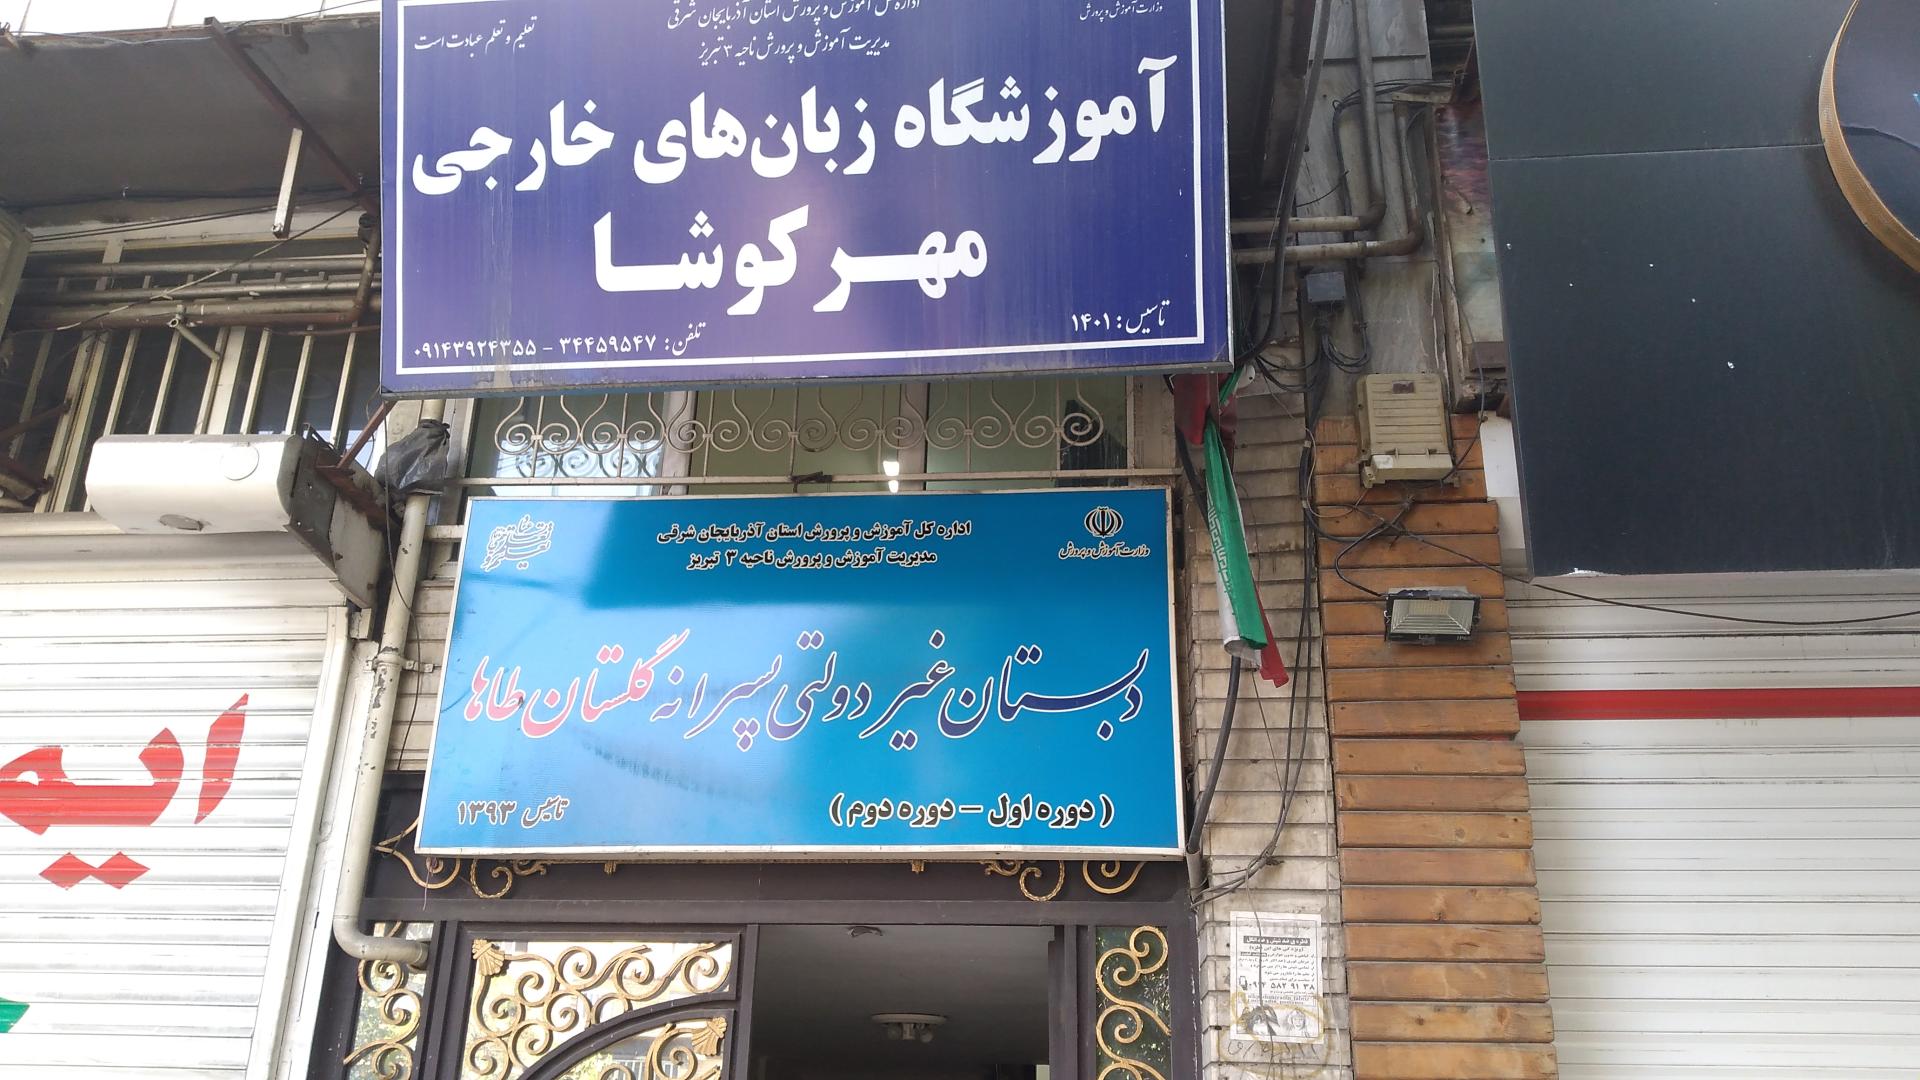 اداره کل آموزش و پرورش استان آذربایجان شرقی
وزارت آموزش و پرورش
مدیریت آموزش و پرورش ناحیه ۳ تبریز
تعلیم و تعلم عبادت است
آموزشگاه زبان‌های خارجی
مهرکوشا
تاسیس: ۱۴۰۱
تلفن: ۳۴۴۵۹۵۴۷ - ۰۹۱۴۳۹۲۴۳۵۵
اداره کل آموزش و پرورش استان آذربایجان شرقی
مدیریت آموزش و پرورش ناحیه ۳ تبریز
وزارت آموزش و پرورش
دبستان غیر دولتی پسرانه گلستان طاها
(دوره اول - دوره دوم)
تاسیس ۱۳۹۳